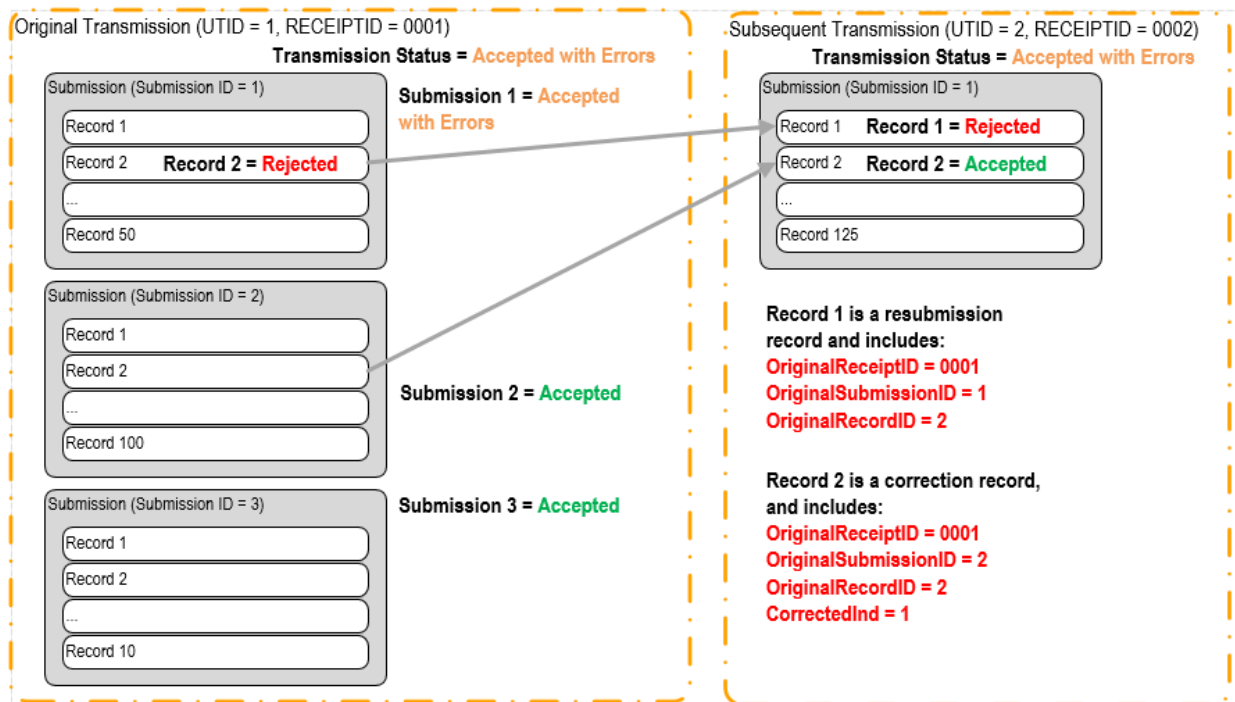 Original Transmission (UTID = 1, RECEIPTID = 0001)
Transmission Status = Accepted with Errors
Submission (Submission ID = 1)
Submission 1 = Accepted
with Errors
Record 1
Record 2 Record 2 = Rejected
...
Record 50
Submission (Submission ID = 2)
Record 1
Record 2
...
Record 100
Submission 2 = Accepted
Submission (Submission ID = 3)
Submission 3 = Accepted
Record 1
Record 2
...
Record 10
Subsequent Transmission (UTID = 2, RECEIPTID = 0002)
Transmission Status = Accepted with Errors
Submission (Submission ID = 1)
Record 1 Record 1 = Rejected
Record 2 Record 2 = Accepted
...
Record 125
Record 1 is a resubmission
record and includes:
OriginalReceiptID = 0001
OriginalSubmissionID = 1
OriginalRecordID = 2
Record 2 is a correction record,
and includes:
OriginalReceiptID = 0001
OriginalSubmissionID = 2
OriginalRecordID = 2
CorrectedInd = 1